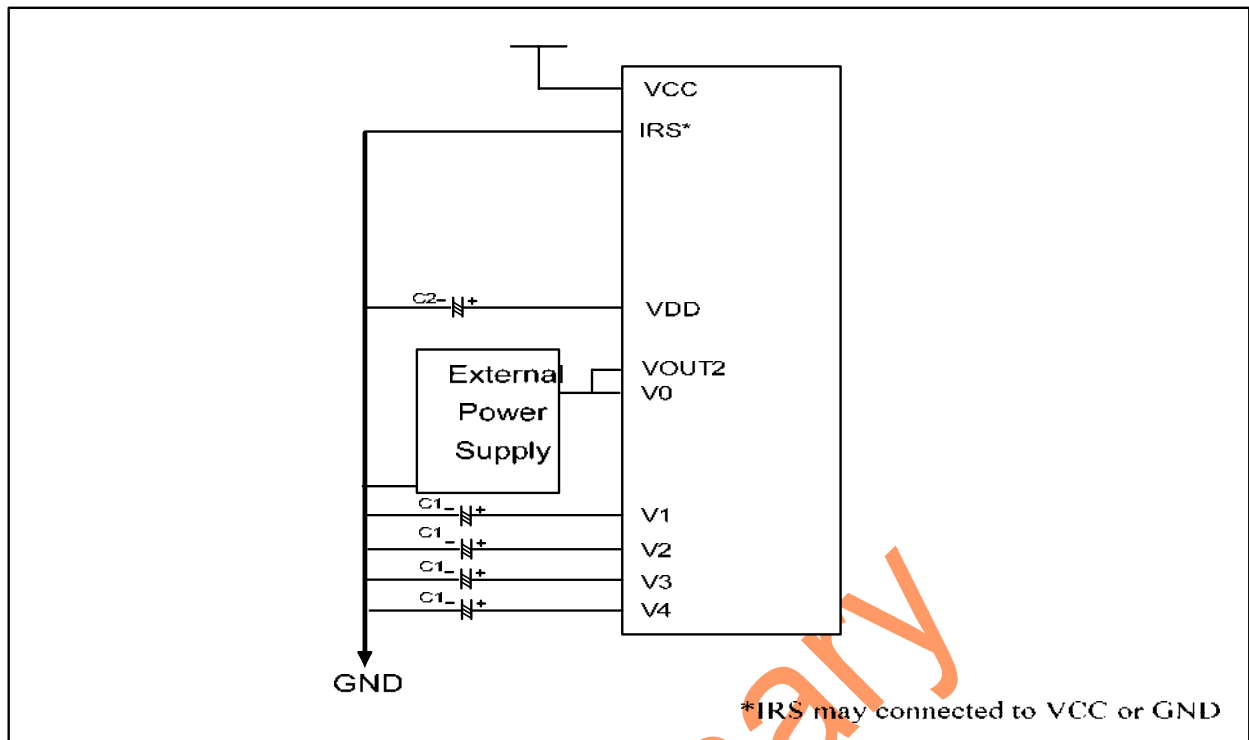 VCC
IRS*
C2 - +
VDD
External
Power
Supply
VOUT2
V0
C1 - +
V1
C1 - +
V2
C1 - +
V3
C1 - +
V4
GND
ary
*IRS may connected to VCC or GND